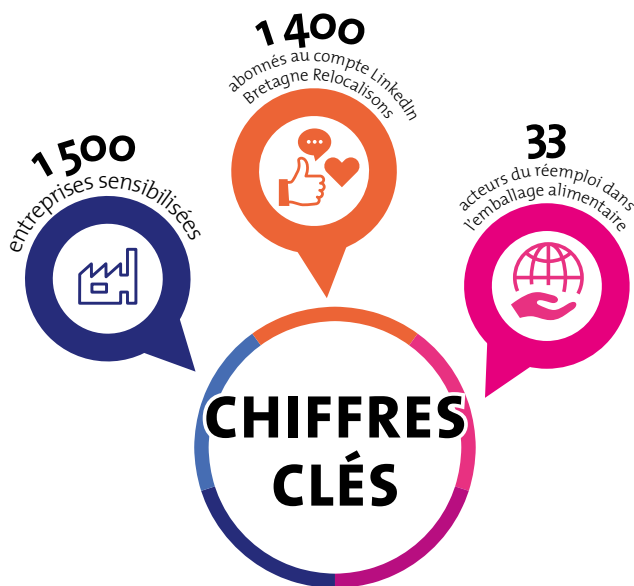 1 500
entreprises sensibilisées
1 400
abonnés au compte LinkedIn
Bretagne Relocalisons
33
acteurs du réemploi dans
l'emballage alimentaire
CHIFFRES
CLÉS